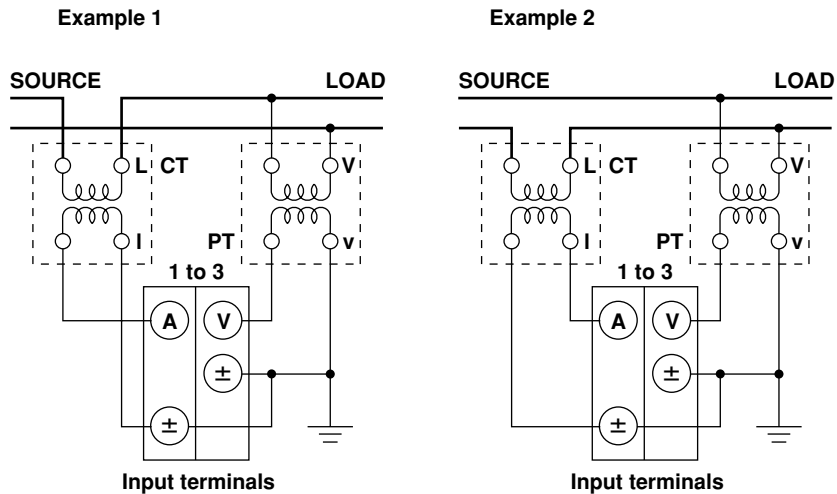 Example 1
SOURCE LOAD
L CT V
l PT v
1 to 3
A V
±
±
Input terminals
Example 2
SOURCE LOAD
L CT V
l PT v
1 to 3
A V
±
±
Input terminals